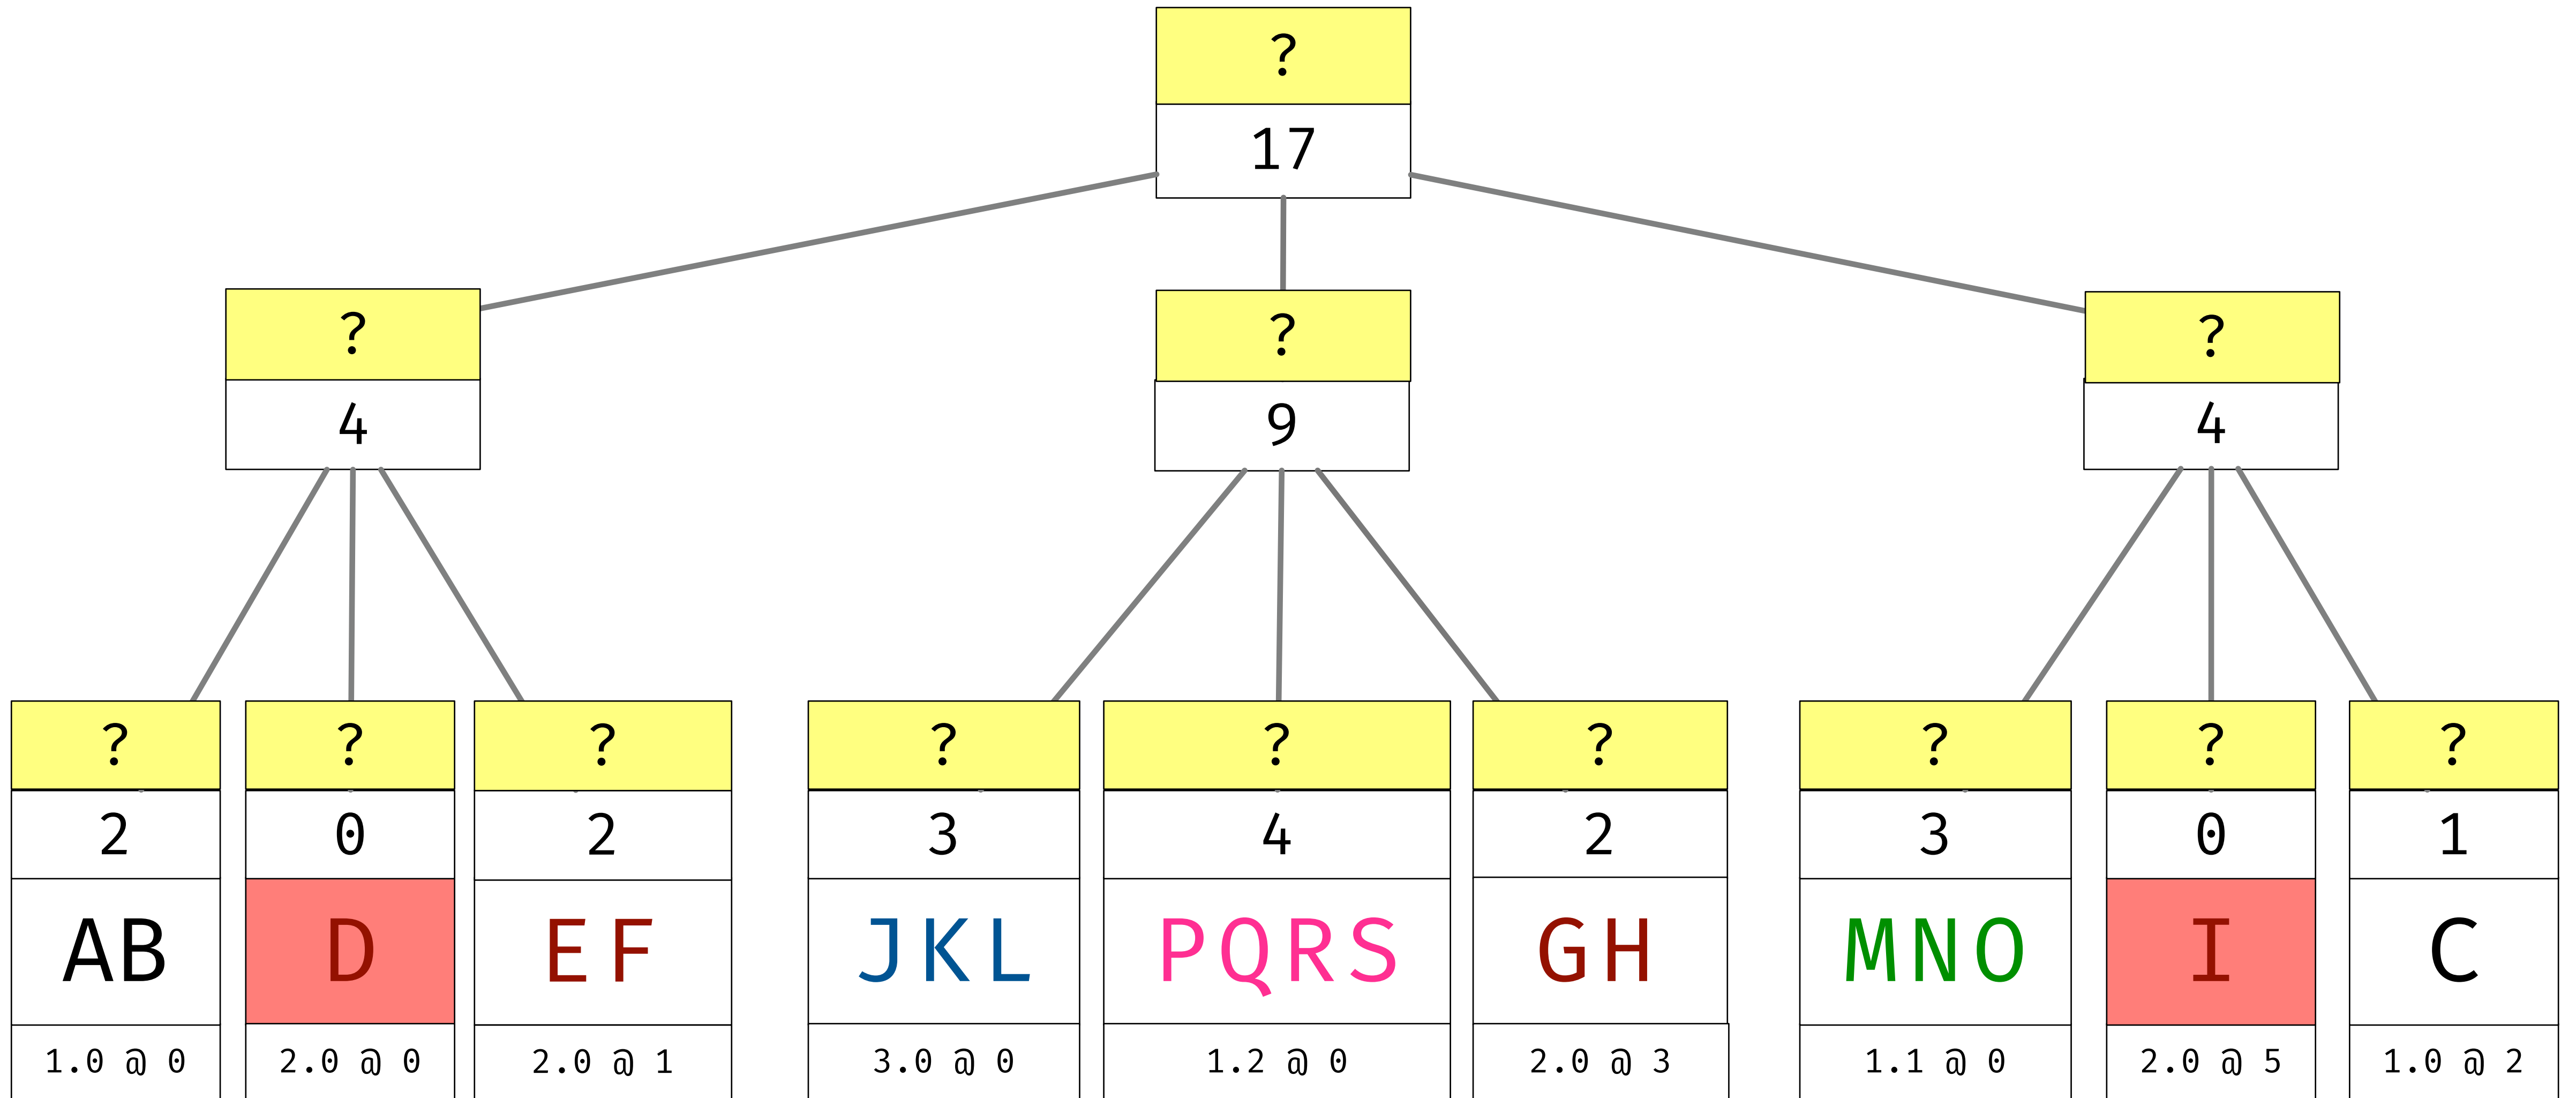 ?
17
? ? ?
4 9 4
? ? ? ? ? ? ? ? ?
2 0 2 3 4 2 3 0 1
AB D EF JKL PQRS GH MNO I C
1.0 @ 0 2.0 @ 0 2.0 @ 1 3.0 @ 0 1.2 @ 0 2.0 @ 3 1.1 @ 0 2.0 @ 5 1.0 @ 2